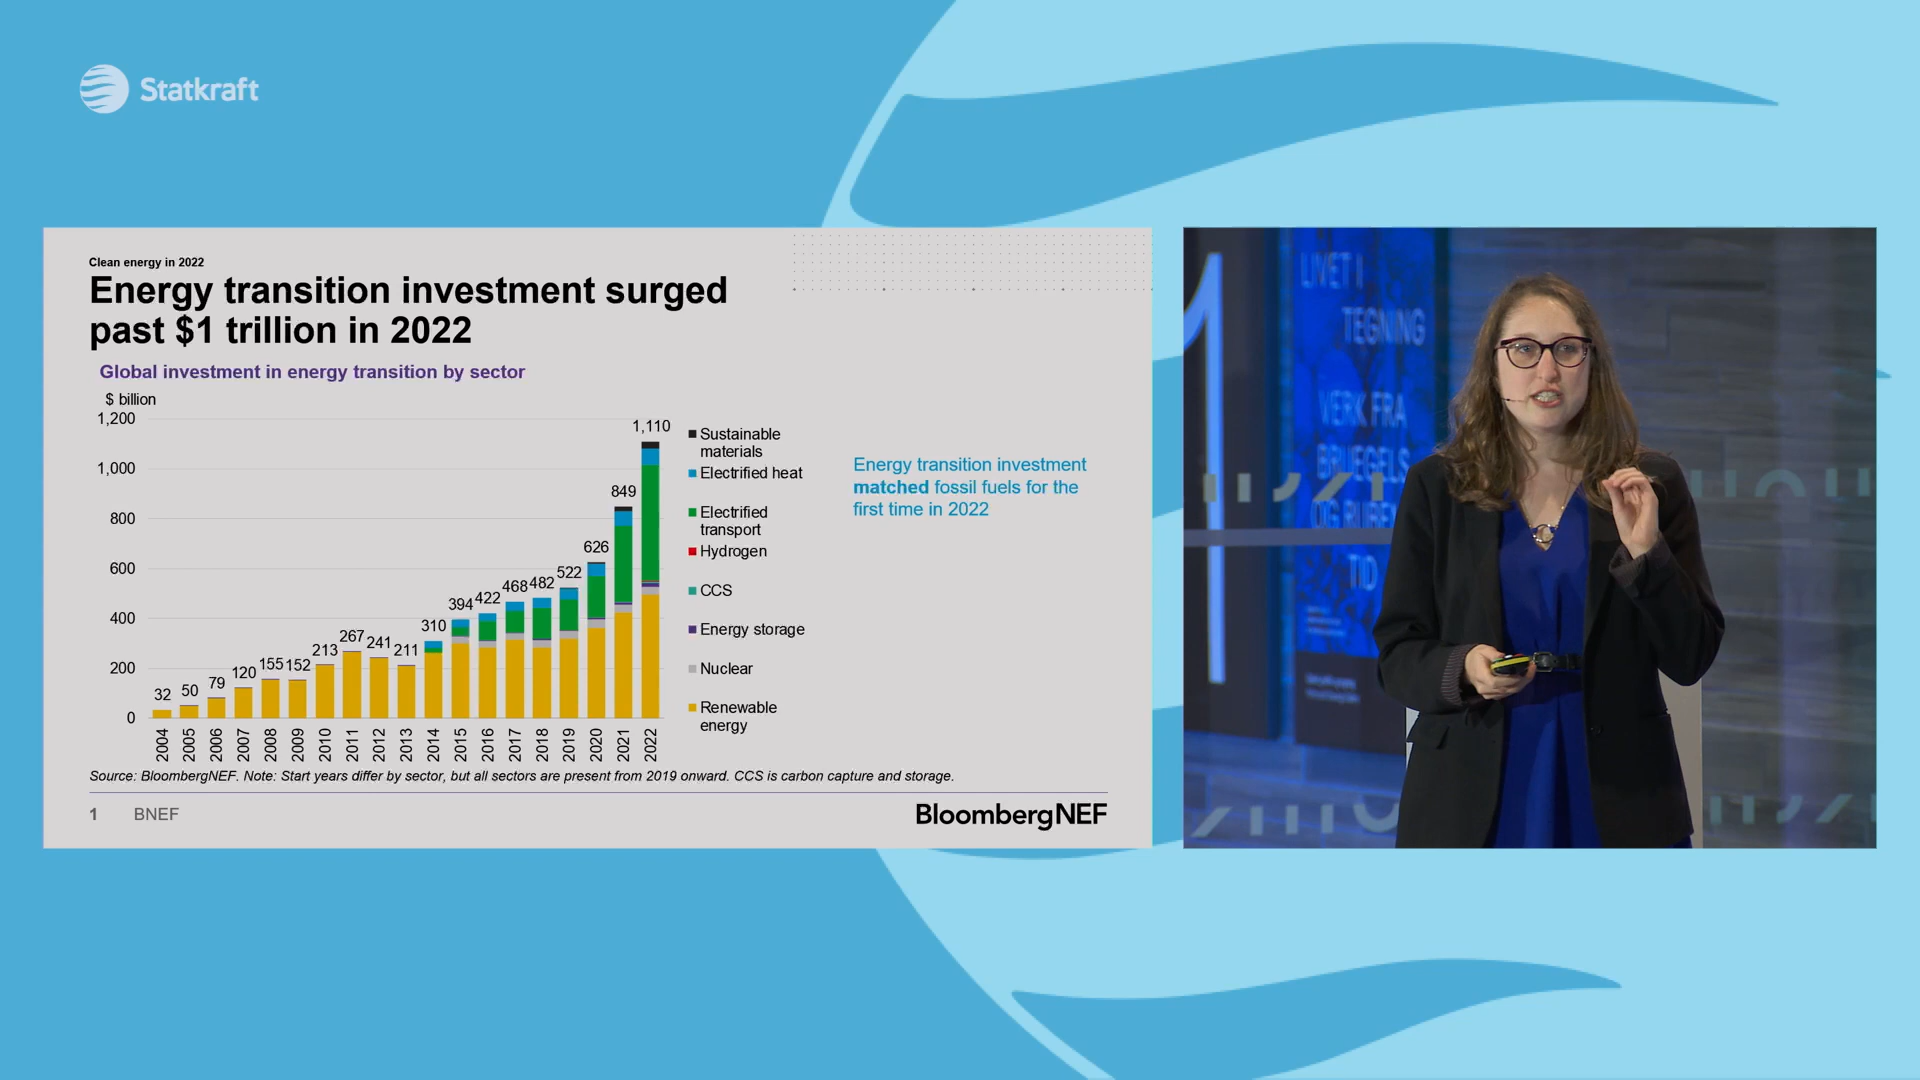 Statkraft
Clean energy in 2022
Energy transition investment surged
past $1 trillion in 2022
Global investment in energy transition by sector
$ billion
1,200
1,000
800
600
400
200
0
32
50
79
120
155
152
213
267
241
211
310
394
422
468
482
522
626
849
1,110
2004
2005
2006
2007
2008
2009
2010
2011
2012
2013
2014
2015
2016
2017
2018
2019
2020
2021
2022
Sustainable
materials
Electrified heat
Electrified
transport
Hydrogen
CCS
Energy storage
Nuclear
Renewable
energy
Energy transition investment
matched fossil fuels for the
first time in 2022
Source: BloombergNEF. Note: Start years differ by sector, but all sectors are present from 2019 onward. CCS is carbon capture and storage.
1 BNEF
BloombergNEF
LIVET I
TEGNING
VERK FRA
BRUEGELS
OG RUBENS
TID